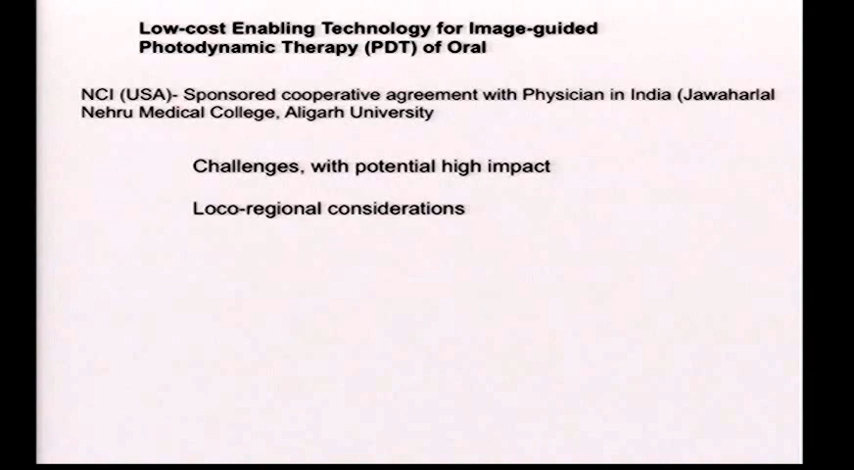 Low-cost Enabling Technology for Image-guided
Photodynamic Therapy (PDT) of Oral
NCI (USA)- Sponsored cooperative agreement with Physician in India (Jawaharlal
Nehru Medical College, Aligarh University
Challenges, with potential high impact
Loco-regional considerations